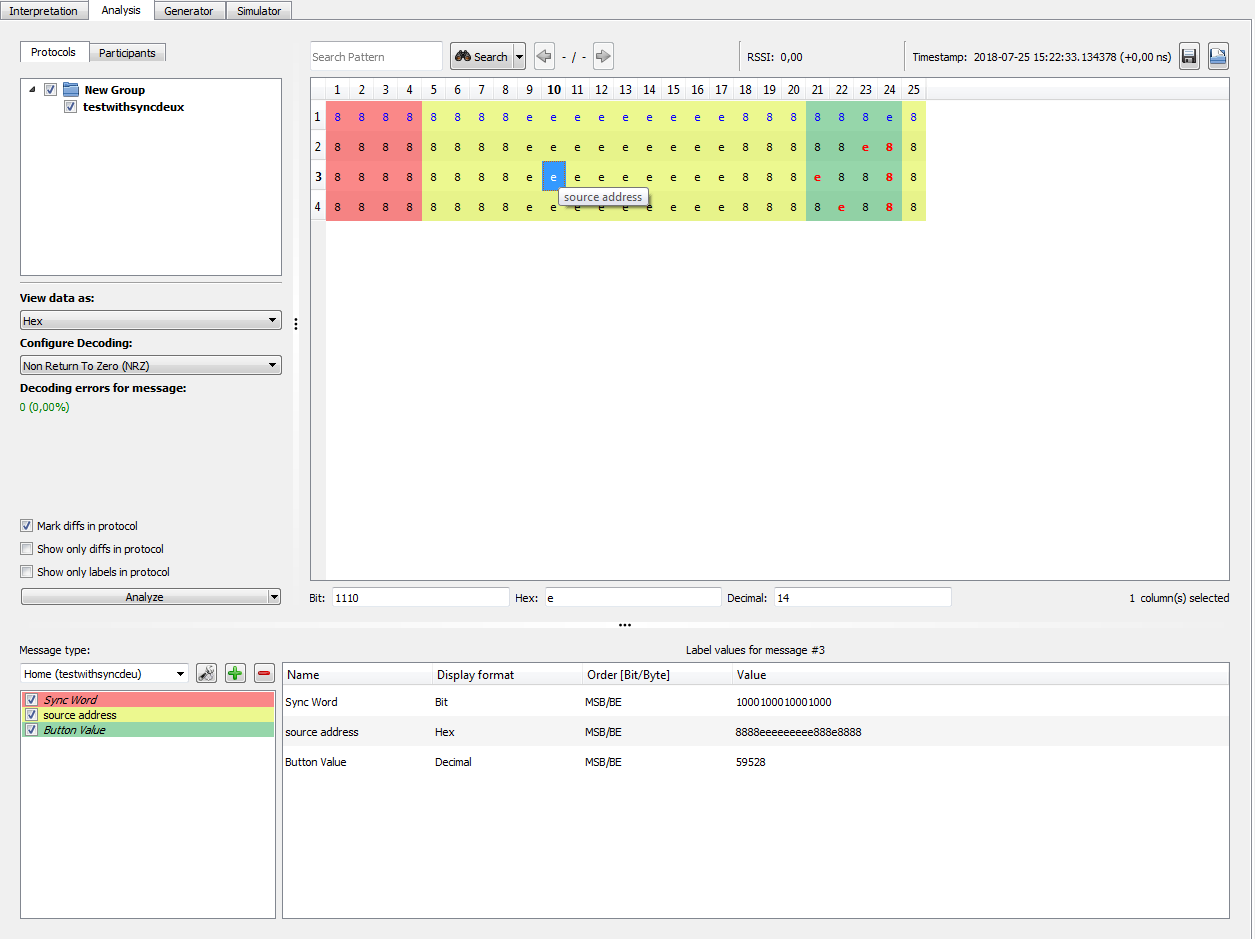 Interpretation Analysis Generator Simulator
Protocols Participants
New Group
testwithsyncdeux
View data as:
Hex
Configure Decoding:
Non Return To Zero (NRZ)
Decoding errors for message:
0 (0,00%)
Mark diffs in protocol
Show only diffs in protocol
Show only labels in protocol
Analyze
Search Pattern Search - / - RSSI: 0,00 Timestamp: 2018-07-25 15:22:33.134378 (+0,00 ns)
1 2 3 4 5 6 7 8 9 10 11 12 13 14 15 16 17 18 19 20 21 22 23 24 25
1 8 8 8 8 8 8 8 8 e e e e e e e e e 8 8 8 8 8 8 e 8
2 8 8 8 8 8 8 8 8 e e e e e e e e e 8 8 8 8 8 e 8 8
3 8 8 8 8 8 8 8 8 e e e e e e e e e 8 8 8 e 8 8 8 8
source address
4 8 8 8 8 8 8 8 8 e e e e e e e e e 8 8 8 8 e 8 8 8
Bit: 1110 Hex: e Decimal: 14 1 column(s) selected
Message type:
Home (testwithsyncdeu)
Sync Word
source address
Button Value
Label values for message #3
Name Display format Order [Bit/Byte] Value
Sync Word Bit MSB/BE 1000100010001000
source address Hex MSB/BE 8888eeeeeeeee888e8888
Button Value Decimal MSB/BE 59528